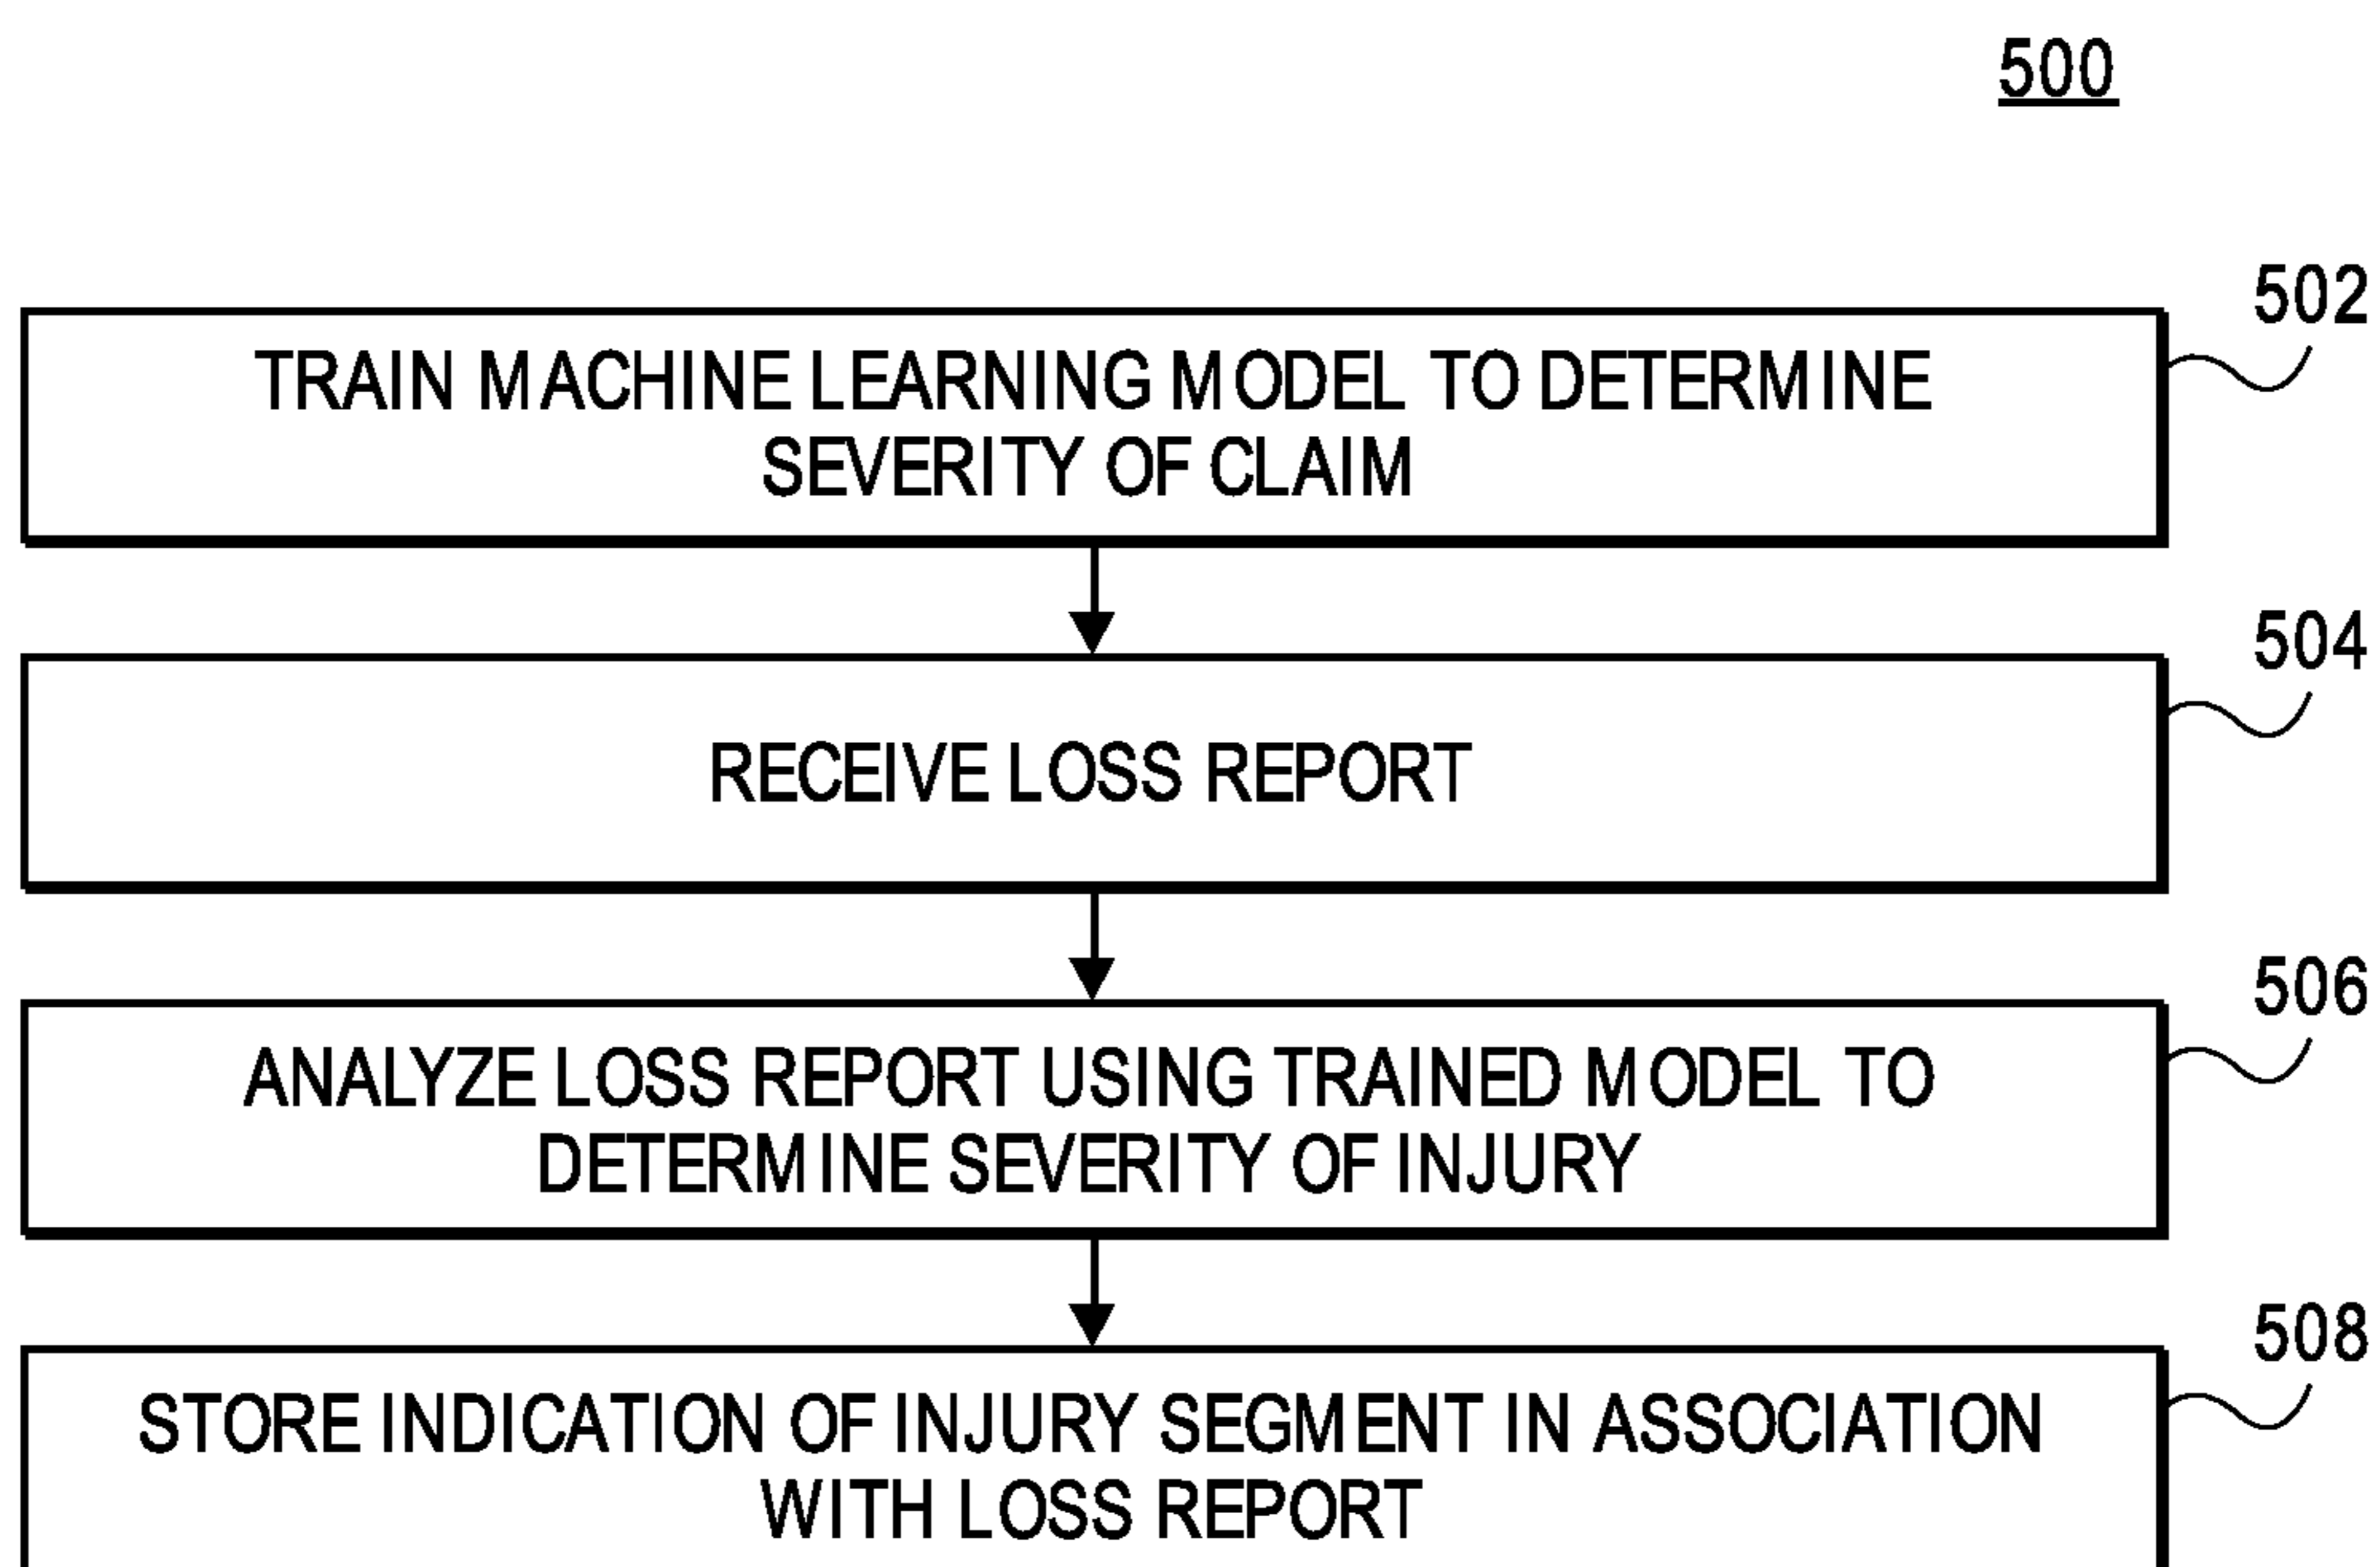 500
502
TRAIN MACHINE LEARNING MODEL TO DETERMINE
SEVERITY OF CLAIM
504
RECEIVE LOSS REPORT
506
ANALYZE LOSS REPORT USING TRAINED MODEL TO
DETERMINE SEVERITY OF INJURY
508
STORE INDICATION OF INJURY SEGMENT IN ASSOCIATION
WITH LOSS REPORT